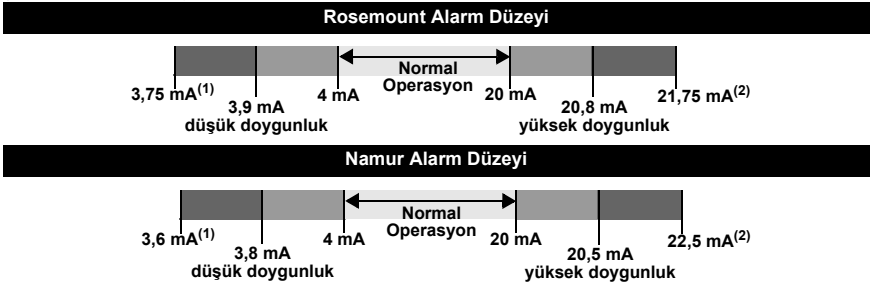 Rosemount Alarm Düzeyi
Normal
Operasyon
3,75 mA(1) 4 mA 20 mA 21,75 mA(2)
3,9 mA 20,8 mA
düşük doygunluk yüksek doygunluk
Namur Alarm Düzeyi
Normal
Operasyon
3,6 mA(1) 4 mA 20 mA 22,5 mA(2)
3,8 mA 20,5 mA
düşük doygunluk yüksek doygunluk